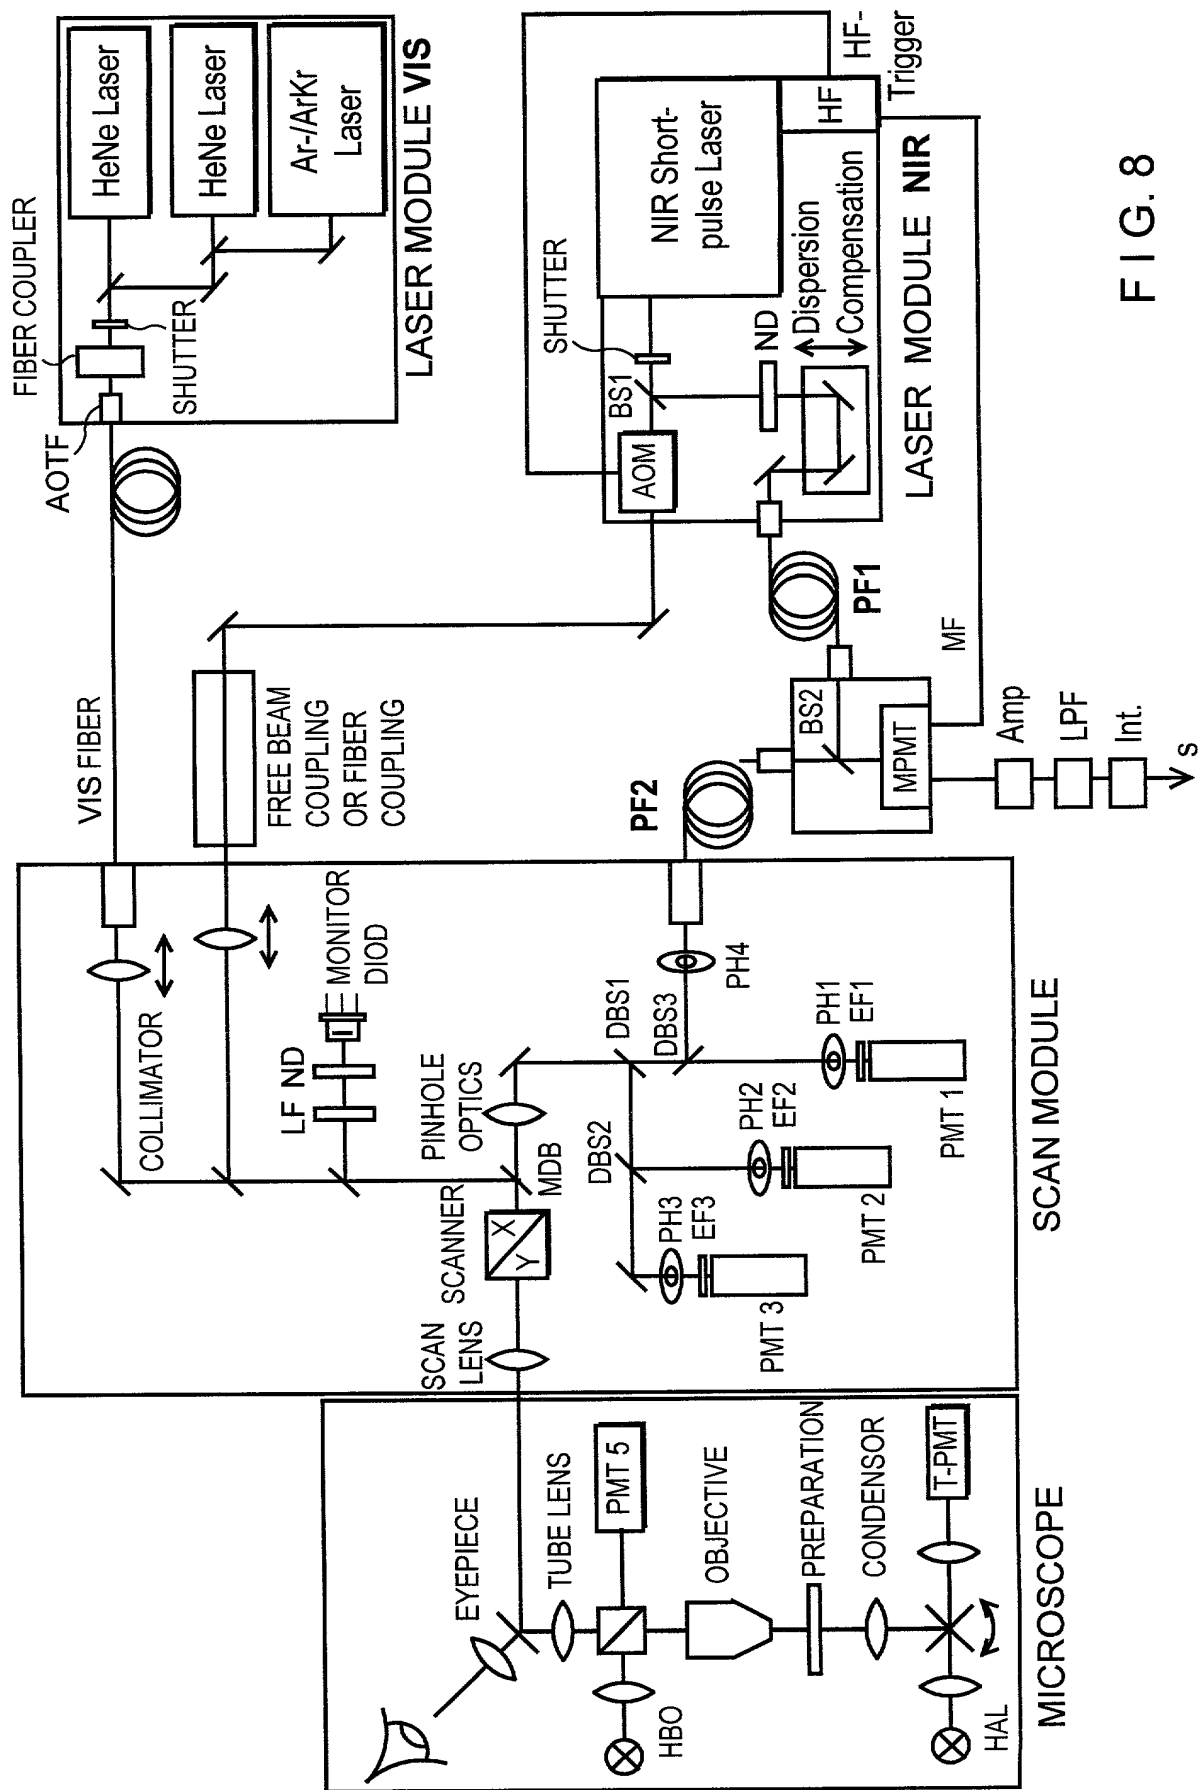 HeNe Laser
HeNe Laser
Ar-/ArKr
Laser
LASER MODULE VIS
FIBER COUPLER
SHUTTER
AOTF
VIS FIBER
FREE BEAM
COUPLING
OR FIBER
COUPLING
NIR Short-
pulse Laser
HF
HF-
Trigger
SHUTTER
BS1
AOM
ND
Dispersion
Compensation
LASER MODULE NIR
PF1
MF
BS2
MPMT
Amp
LPF
Int.
s
PF2
COLLIMATOR
MONITOR
DIOD
LF ND
PINHOLE
OPTICS
MDB
SCANNER
X
Y
SCAN
LENS
DBS1
DBS3
DBS2
PH4
PH1
EF1
PMT 1
PH2
EF2
PMT 2
PH3
EF3
PMT 3
SCAN MODULE
EYEPIECE
TUBE LENS
PMT 5
HBO
OBJECTIVE
PREPARATION
CONDENSOR
T-PMT
HAL
MICROSCOPE
FIG. 8